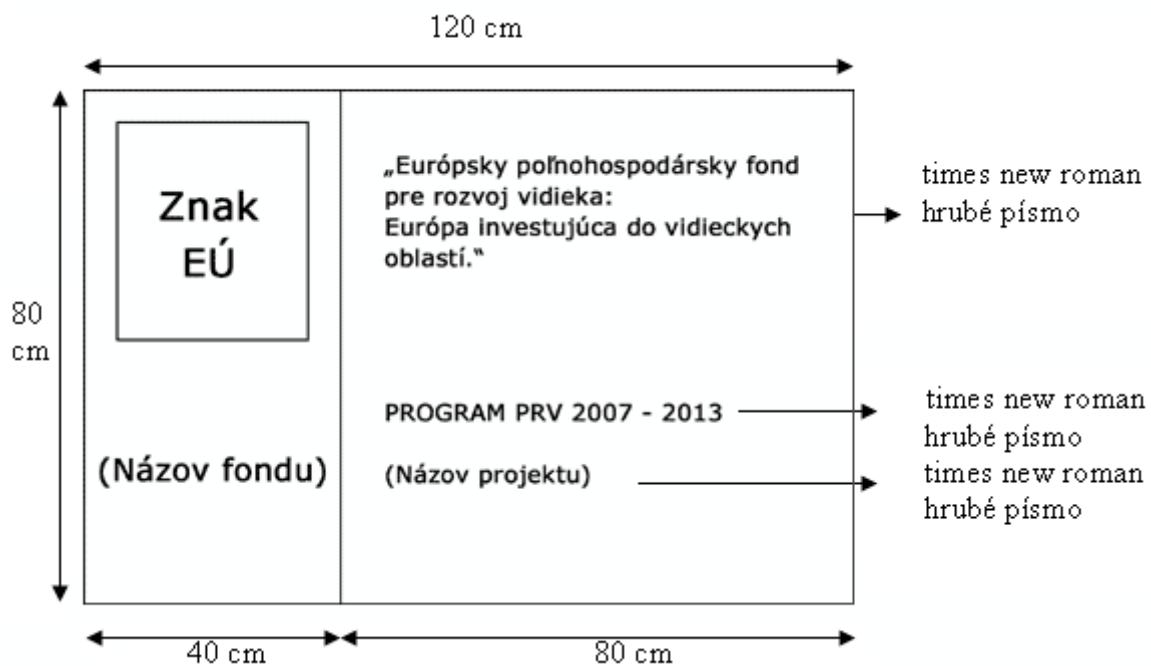 120 cm
80
cm
Znak
EÚ
(Názov fondu)
„Európsky poľnohospodársky fond
pre rozvoj vidieka:
Európa investujúca do vidieckych
oblastí.“
PROGRAM PRV 2007 - 2013
(Názov projektu)
times new roman
hrubé písmo
times new roman
hrubé písmo
times new roman
hrubé písmo
40 cm
80 cm